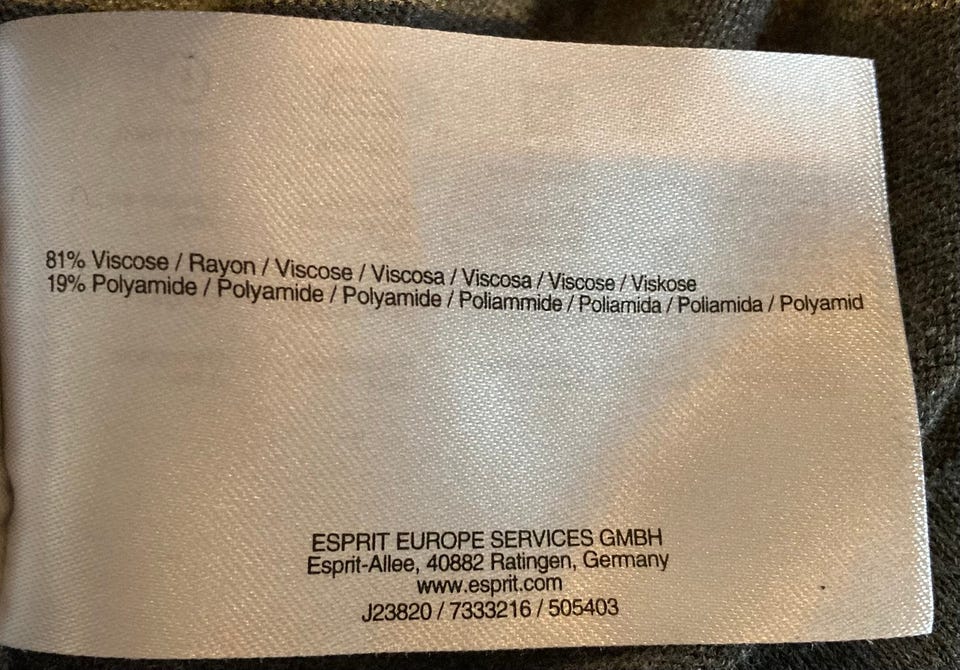 81% Viscose / Rayon / Viscose / Viscosa / Viscosa / Viscose / Viskose
19% Polyamide / Polyamide / Polyamide / Poliammide / Poliamida / Poliamida / Polyamid
ESPRIT EUROPE SERVICES GMBH
Esprit-Allee, 40882 Ratingen, Germany
www.esprit.com
J23820 / 7333216 / 505403